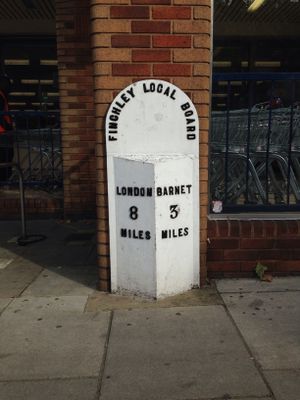 FINCHLEY LOCAL BOARD
LONDON
8
MILES
BARNET
3
MILES